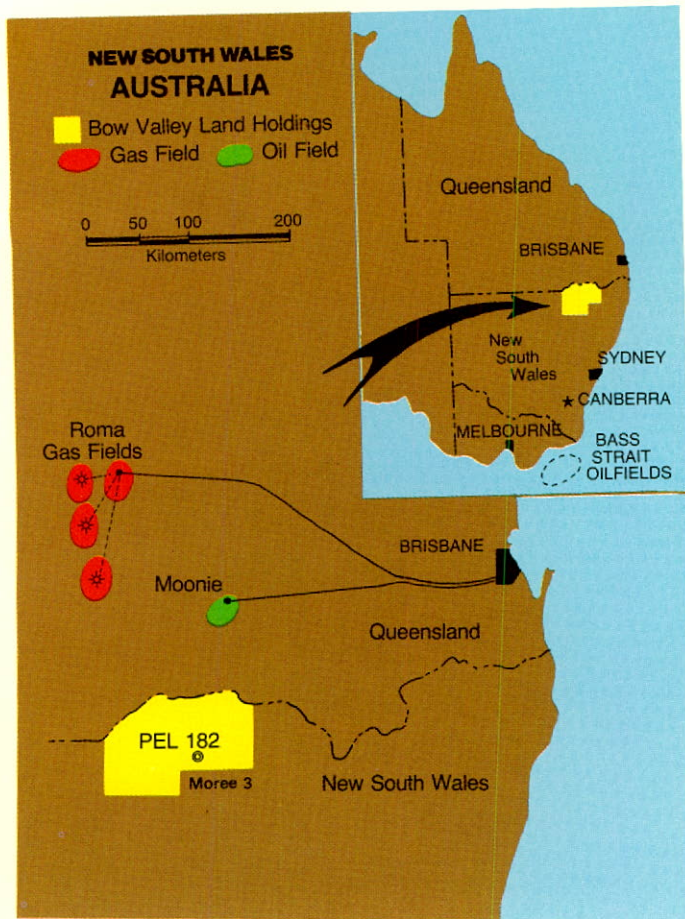 NEW SOUTH WALES
AUSTRALIA
Bow Valley Land Holdings
Gas Field
Oil Field
0 50 100 200
Kilometers
Queensland
BRISBANE
New
South
Wales
SYDNEY
CANBERRA
MELBOURNE
BASS
STRAIT
OILFIELDS
Roma
Gas Fields
BRISBANE
Moonie
Queensland
PEL 182
Moree 3
New South Wales